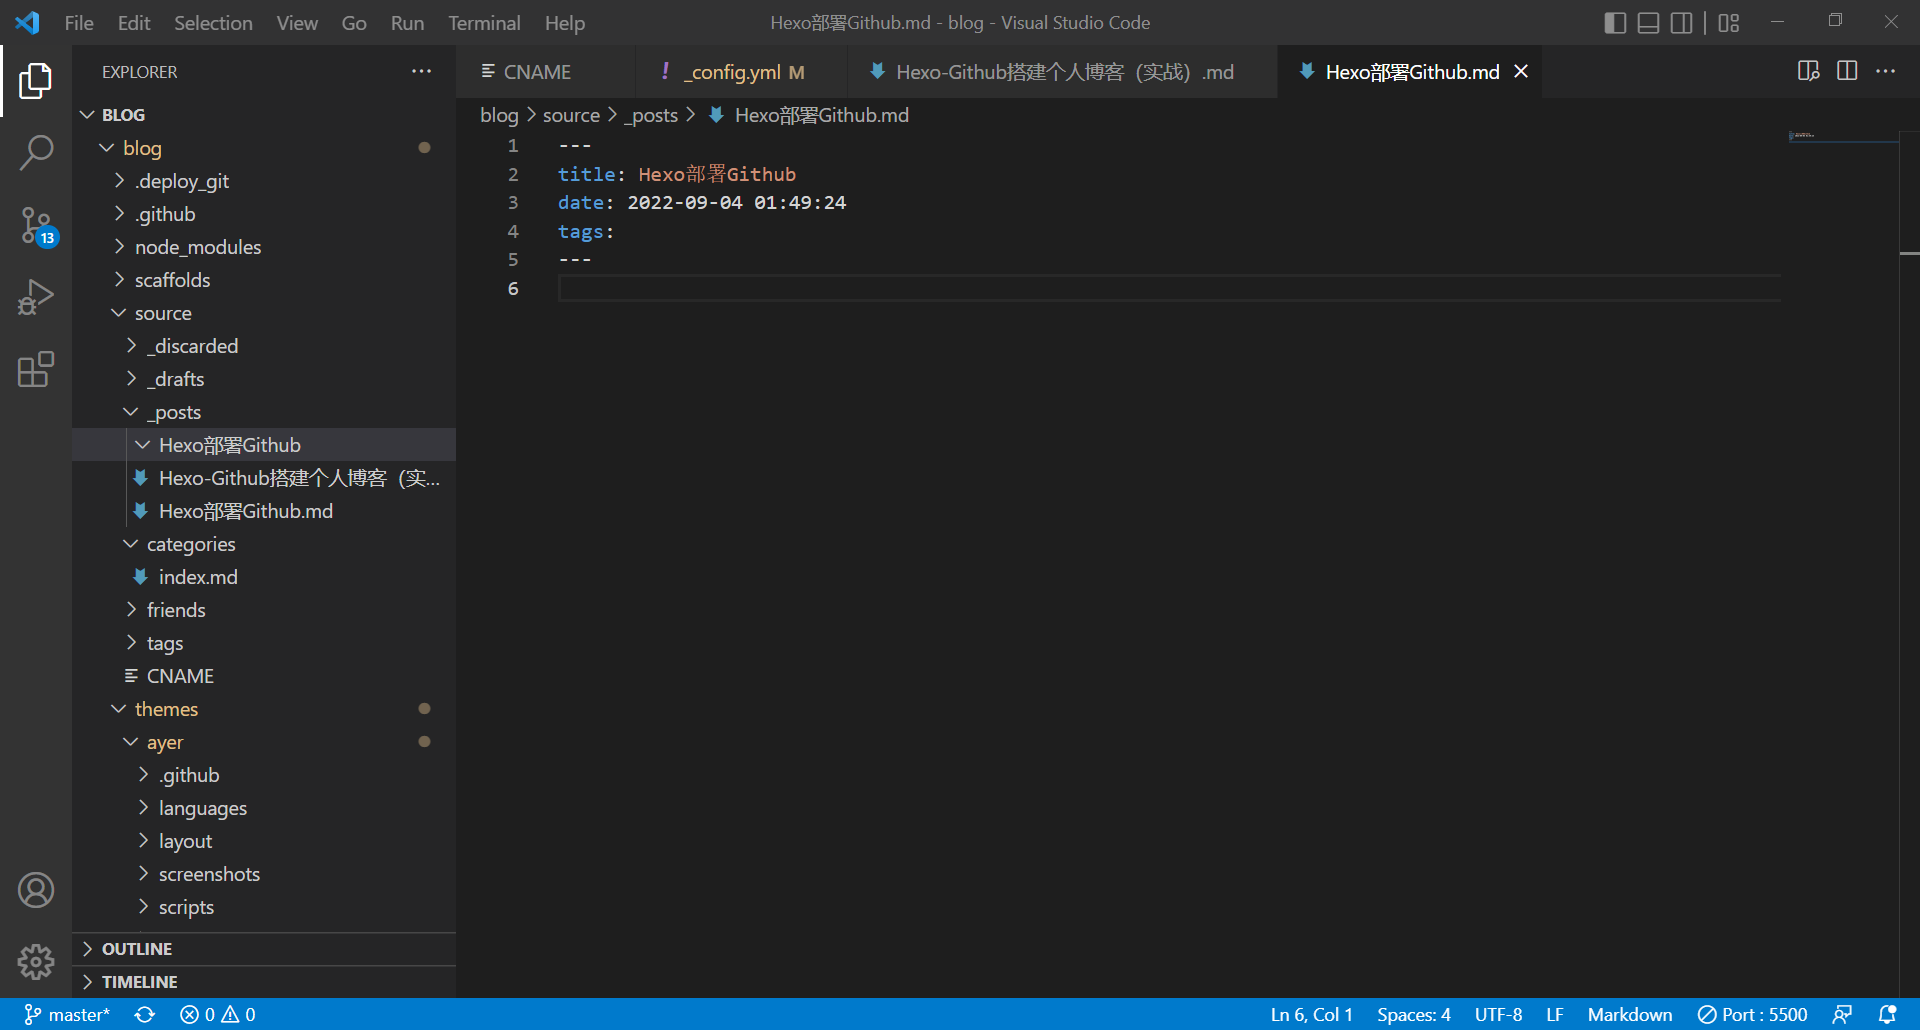 File Edit Selection View Go Run Terminal Help
Hexo部署Github.md - blog - Visual Studio Code
EXPLORER
CNAME
! _config.yml M
Hexo-Github搭建个人博客（实战）.md
Hexo部署Github.md
blog > source > _posts > Hexo部署Github.md
BLOG
blog
.deploy_git
.github
node_modules
scaffolds
source
_discarded
_drafts
_posts
Hexo部署Github
Hexo-Github搭建个人博客（实...
Hexo部署Github.md
categories
index.md
friends
tags
CNAME
themes
ayer
.github
languages
layout
screenshots
scripts
OUTLINE
TIMELINE
13
1 ---
2 title: Hexo部署Github
3 date: 2022-09-04 01:49:24
4 tags:
5 ---
6
master* 0 0
Ln 6, Col 1 Spaces: 4 UTF-8 LF Markdown Port : 5500